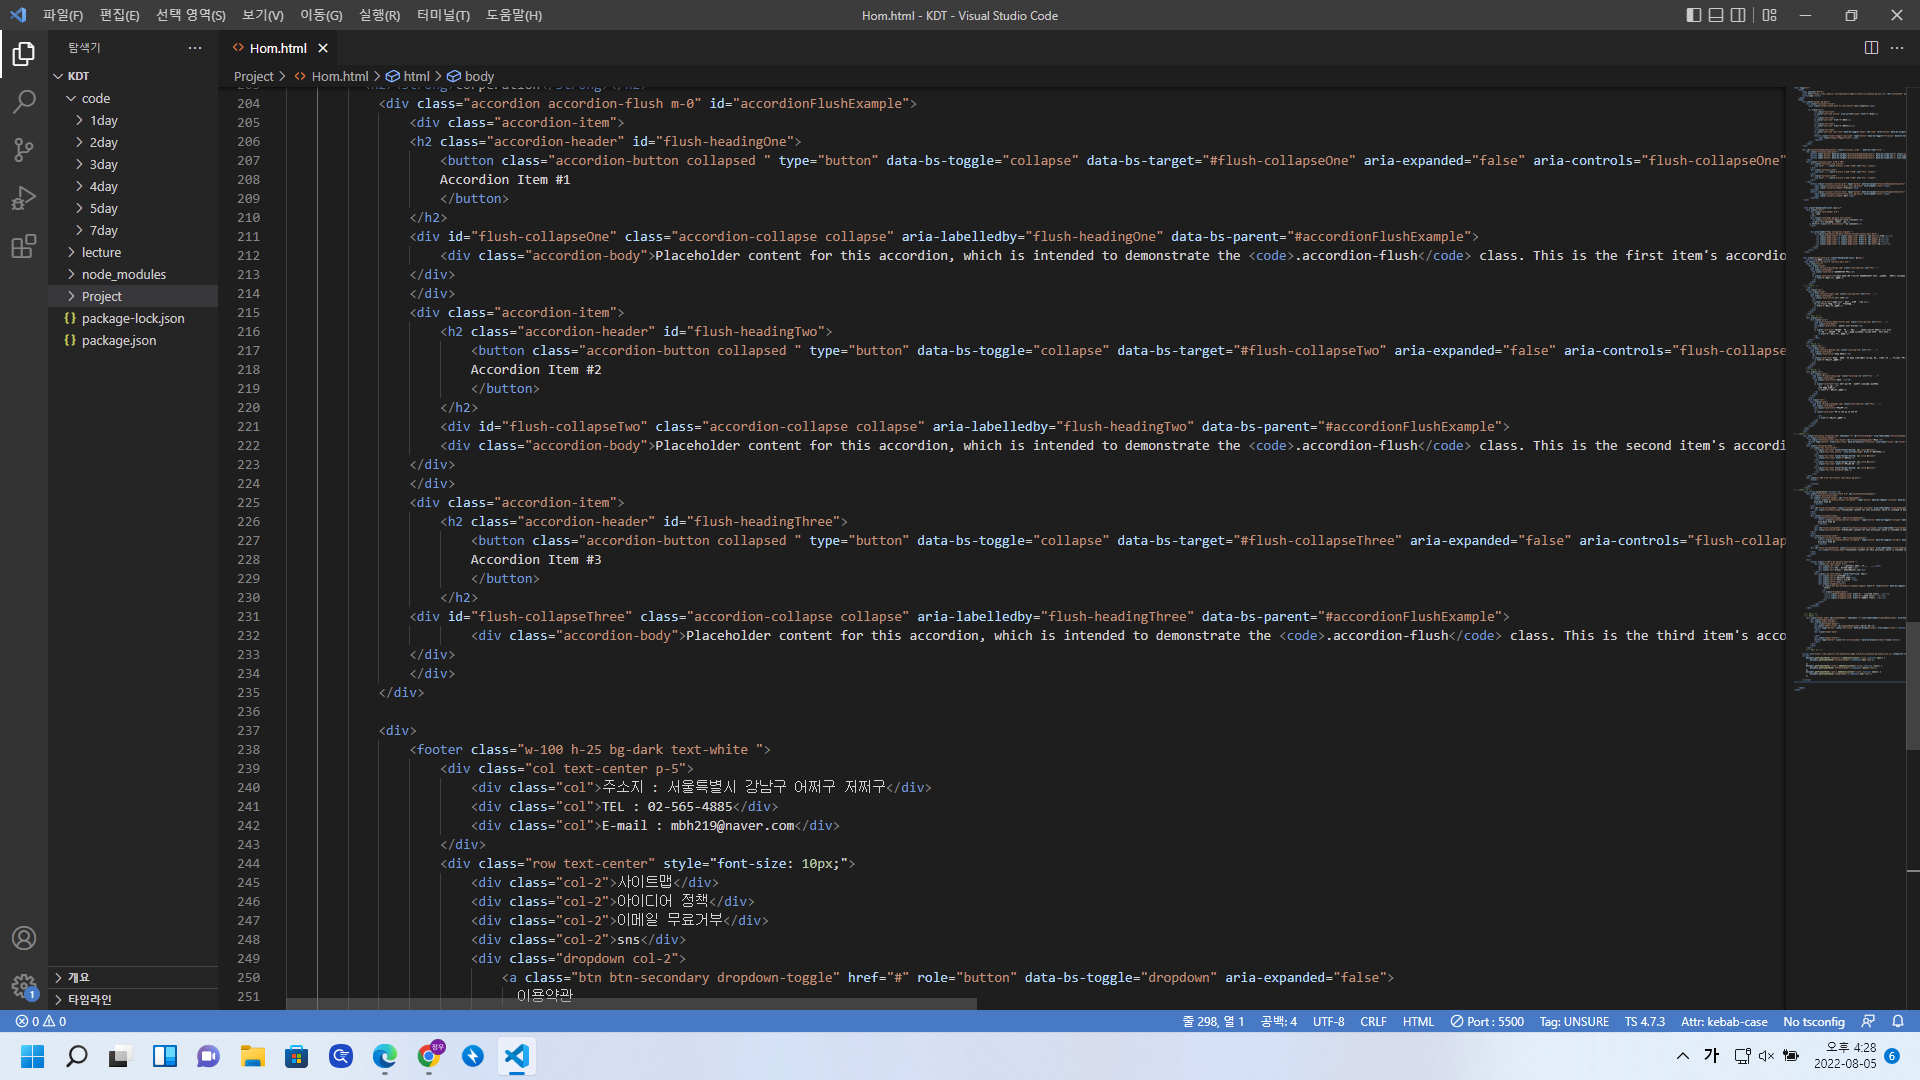 파일(F) 편집(E) 선택 영역(S) 보기(V) 이동(G) 실행(R) 터미널(T) 도움말(H)
Hom.html - KDT - Visual Studio Code
탐색기
Hom.html
KDT
Project > Hom.html > html > body
code
1day
2day
3day
4day
5day
7day
lecture
node_modules
Project
package-lock.json
package.json
개요
타임라인
204 <div class="accordion accordion-flush m-0" id="accordionFlushExample">
205 <div class="accordion-item">
206 <h2 class="accordion-header" id="flush-headingOne">
207 <button class="accordion-button collapsed " type="button" data-bs-toggle="collapse" data-bs-target="#flush-collapseOne" aria-expanded="false" aria-controls="flush-collapseOne"
208 Accordion Item #1
209 </button>
210 </h2>
211 <div id="flush-collapseOne" class="accordion-collapse collapse" aria-labelledby="flush-headingOne" data-bs-parent="#accordionFlushExample">
212 <div class="accordion-body">Placeholder content for this accordion, which is intended to demonstrate the <code>.accordion-flush</code> class. This is the first item's accordio
213 </div>
214 </div>
215 <div class="accordion-item">
216 <h2 class="accordion-header" id="flush-headingTwo">
217 <button class="accordion-button collapsed " type="button" data-bs-toggle="collapse" data-bs-target="#flush-collapseTwo" aria-expanded="false" aria-controls="flush-collapse
218 Accordion Item #2
219 </button>
220 </h2>
221 <div id="flush-collapseTwo" class="accordion-collapse collapse" aria-labelledby="flush-headingTwo" data-bs-parent="#accordionFlushExample">
222 <div class="accordion-body">Placeholder content for this accordion, which is intended to demonstrate the <code>.accordion-flush</code> class. This is the second item's accordi
223 </div>
224 </div>
225 <div class="accordion-item">
226 <h2 class="accordion-header" id="flush-headingThree">
227 <button class="accordion-button collapsed " type="button" data-bs-toggle="collapse" data-bs-target="#flush-collapseThree" aria-expanded="false" aria-controls="flush-collap
228 Accordion Item #3
229 </button>
230 </h2>
231 <div id="flush-collapseThree" class="accordion-collapse collapse" aria-labelledby="flush-headingThree" data-bs-parent="#accordionFlushExample">
232 <div class="accordion-body">Placeholder content for this accordion, which is intended to demonstrate the <code>.accordion-flush</code> class. This is the third item's acco
233 </div>
234 </div>
235 </div>
236
237 <div>
238 <footer class="w-100 h-25 bg-dark text-white ">
239 <div class="col text-center p-5">
240 <div class="col">주소지 : 서울특별시 강남구 어쩌구 저쩌구</div>
241 <div class="col">TEL : 02-565-4885</div>
242 <div class="col">E-mail : mbh219@naver.com</div>
243 </div>
244 <div class="row text-center" style="font-size: 10px;">
245 <div class="col-2">사이트맵</div>
246 <div class="col-2">아이디어 정책</div>
247 <div class="col-2">이메일 무료거부</div>
248 <div class="col-2">sns</div>
249 <div class="dropdown col-2">
250 <a class="btn btn-secondary dropdown-toggle" href="#" role="button" data-bs-toggle="dropdown" aria-expanded="false">
251 이용약관
0 0 줄 298, 열 1 공백: 4 UTF-8 CRLF HTML Port : 5500 Tag: UNSURE TS 4.7.3 Attr: kebab-case No tsconfig
1
가 오후 4:28
2022-08-05 6